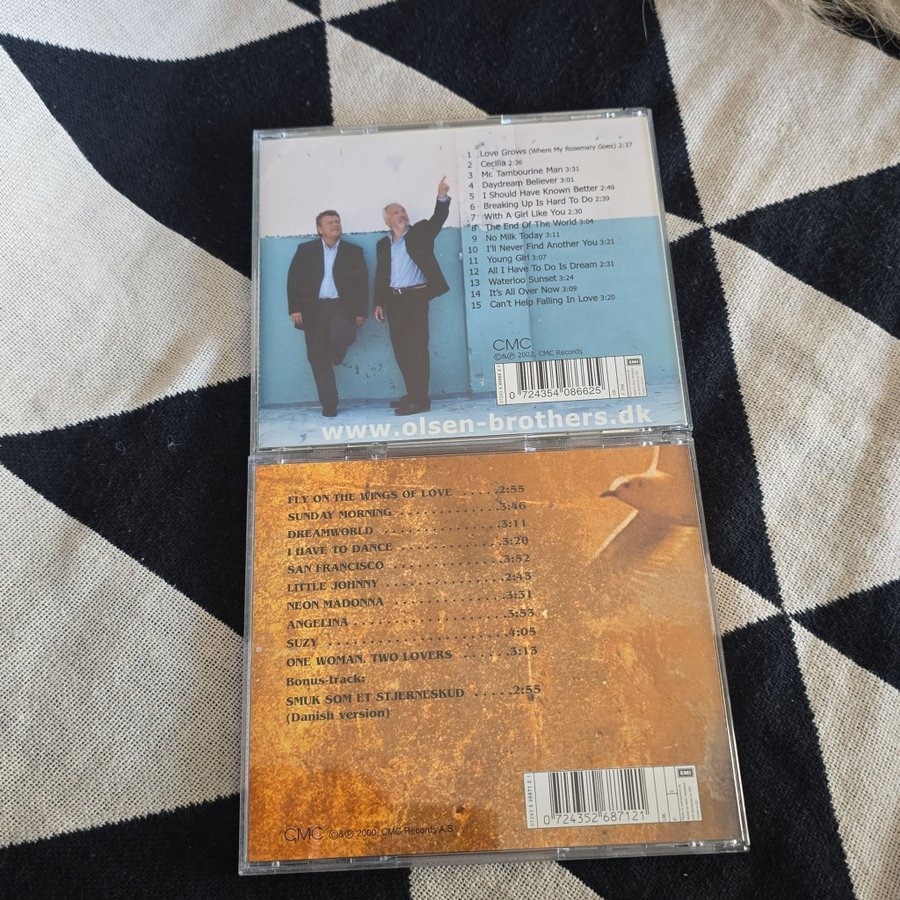 1 Love Grows (Where My Rosemary Goes) 2:37
2 Cecilia 2:36
3 Mr. Tambourine Man 3:31
4 Daydream Believer 3:01
5 I Should Have Known Better 2:49
6 Breaking Up Is Hard To Do 2:39
7 With A Girl Like You 2:30
8 The End Of The World 3:04
9 No Milk Today 3:11
10 I'll Never Find Another You 3:21
11 Young Girl 3:07
12 All I Have To Do Is Dream 2:31
13 Waterloo Sunset 3:24
14 It's All Over Now 3:09
15 Can't Help Falling In Love 3:20
CMC
©&℗ 2002, CMC Records
EMI
0 724354 086625
www.olsen-brothers.dk
FLY ON THE WINGS OF LOVE .....2:55
SUNDAY MORNING .............3:46
DREAMWORLD ...............3:11
I HAVE TO DANCE ............3:20
SAN FRANCISCO .............3:52
LITTLE JOHNNY ..............2:43
NEON MADONNA .............3:31
ANGELINA .................3:53
SUZY ....................4:05
ONE WOMAN, TWO LOVERS ......3:13
Bonus-track:
SMUK SOM ET STJERNESKUD .....2:55
(Danish version)
EMI
7243 5 26871 2 1
0 724352 687121
UK
CMC ©&℗ 2000, CMC Records A/S